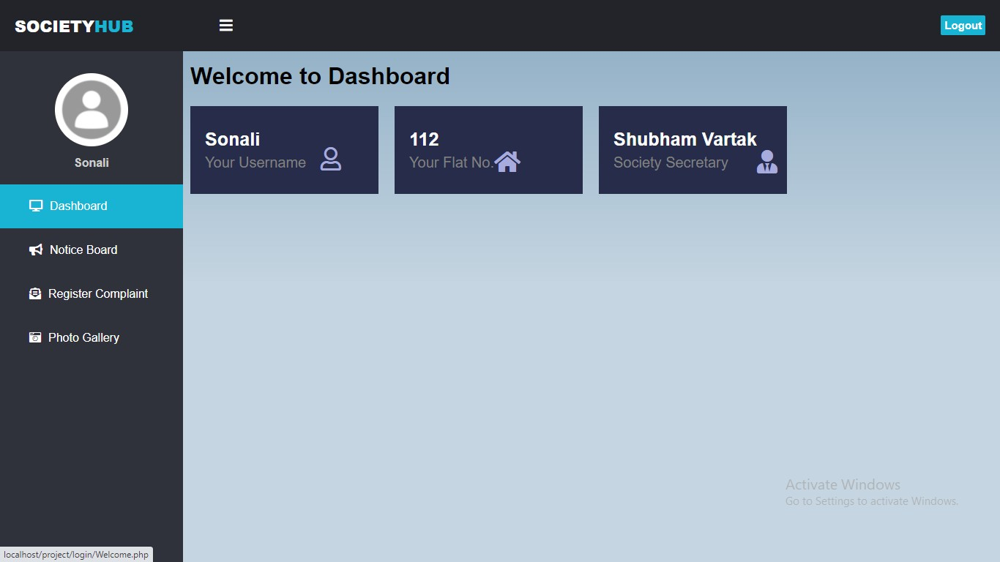 SOCIETYHUB
Logout
Sonali
Dashboard
Notice Board
Register Complaint
Photo Gallery
Welcome to Dashboard
Sonali
Your Username
112
Your Flat No.
Shubham Vartak
Society Secretary
Activate Windows
Go to Settings to activate Windows.
localhost/project/login/Welcome.php